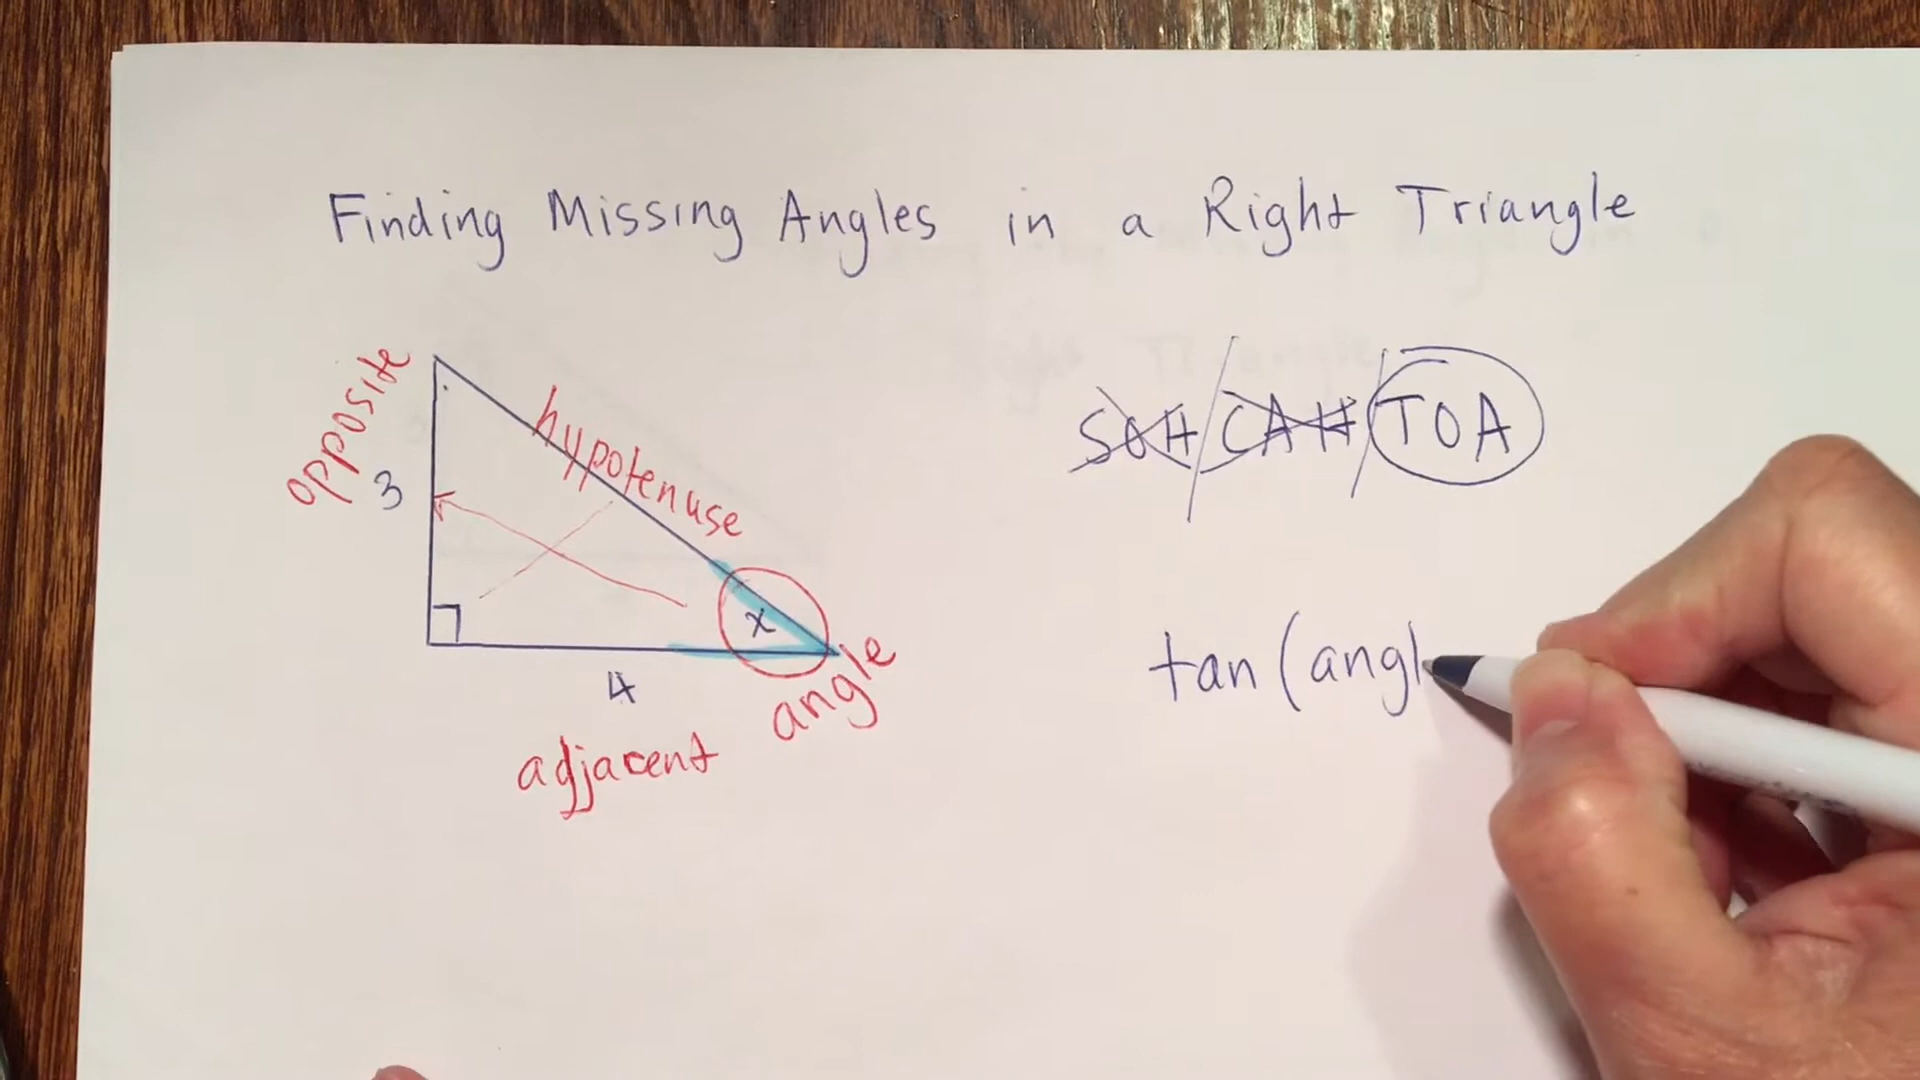 Finding Missing Angles in a Right Triangle
opposite
hypotenuse
SOH/CAH/TOA
3
x
tan (angl
angle
4
adjacent